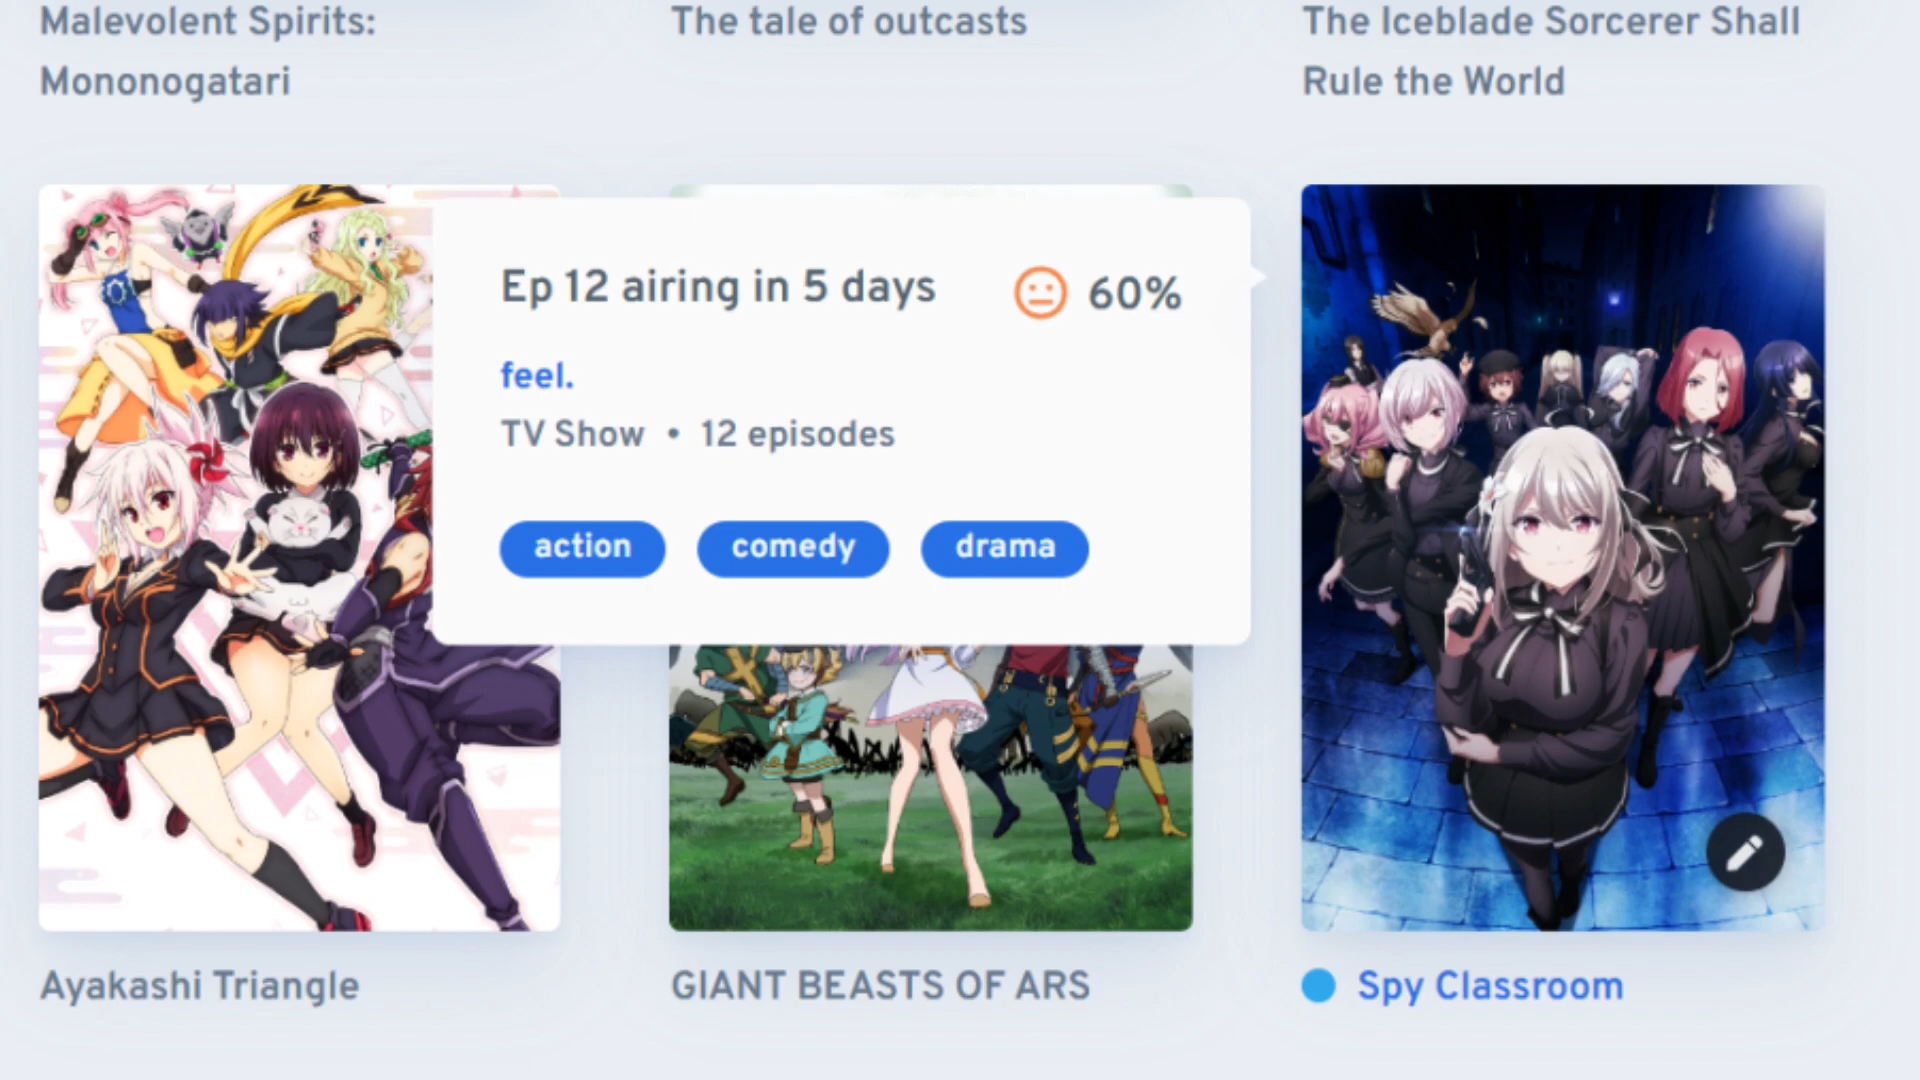 Malevolent Spirits:
Mononogatari
The tale of outcasts
The Iceblade Sorcerer Shall
Rule the World
Ep 12 airing in 5 days
60%
feel.
TV Show • 12 episodes
action
comedy
drama
Ayakashi Triangle
GIANT BEASTS OF ARS
Spy Classroom